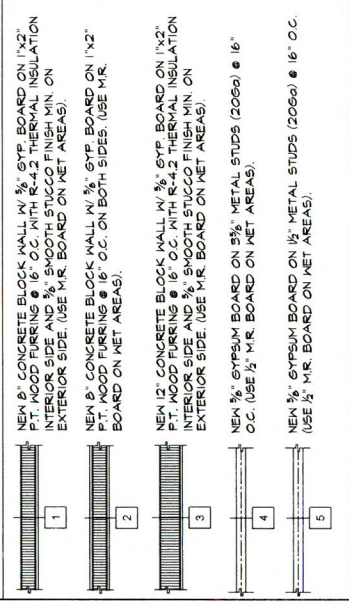 NEW 8" CONCRETE BLOCK WALL W/ 5/8" GYP. BOARD ON 1"x2"
P.T. WOOD FURRING @ 16" O.C. WITH R-4.2 THERMAL INSULATION
INTERIOR SIDE AND 5/8" SMOOTH STUCCO FINISH MIN. ON
EXTERIOR SIDE. (USE M.R. BOARD ON WET AREAS).
1
NEW 8" CONCRETE BLOCK WALL W/ 5/8" GYP. BOARD ON 1"x2"
P.T. WOOD FURRING @ 16" O.C. ON BOTH SIDES. (USE M.R.
BOARD ON WET AREAS).
2
NEW 12" CONCRETE BLOCK WALL W/ 5/8" GYP. BOARD ON 1"x2"
P.T. WOOD FURRING @ 16" O.C. WITH R-4.2 THERMAL INSULATION
INTERIOR SIDE AND 5/8" SMOOTH STUCCO FINISH MIN. ON
EXTERIOR SIDE. (USE M.R. BOARD ON WET AREAS).
3
NEW 5/8" GYPSUM BOARD ON 3 5/8" METAL STUDS (20Ga) @ 16"
O.C. (USE 1/2" M.R. BOARD ON WET AREAS).
4
NEW 5/8" GYPSUM BOARD ON 1 1/2" METAL STUDS (20Ga) @ 16" O.C.
(USE 1/2" M.R. BOARD ON WET AREAS).
5